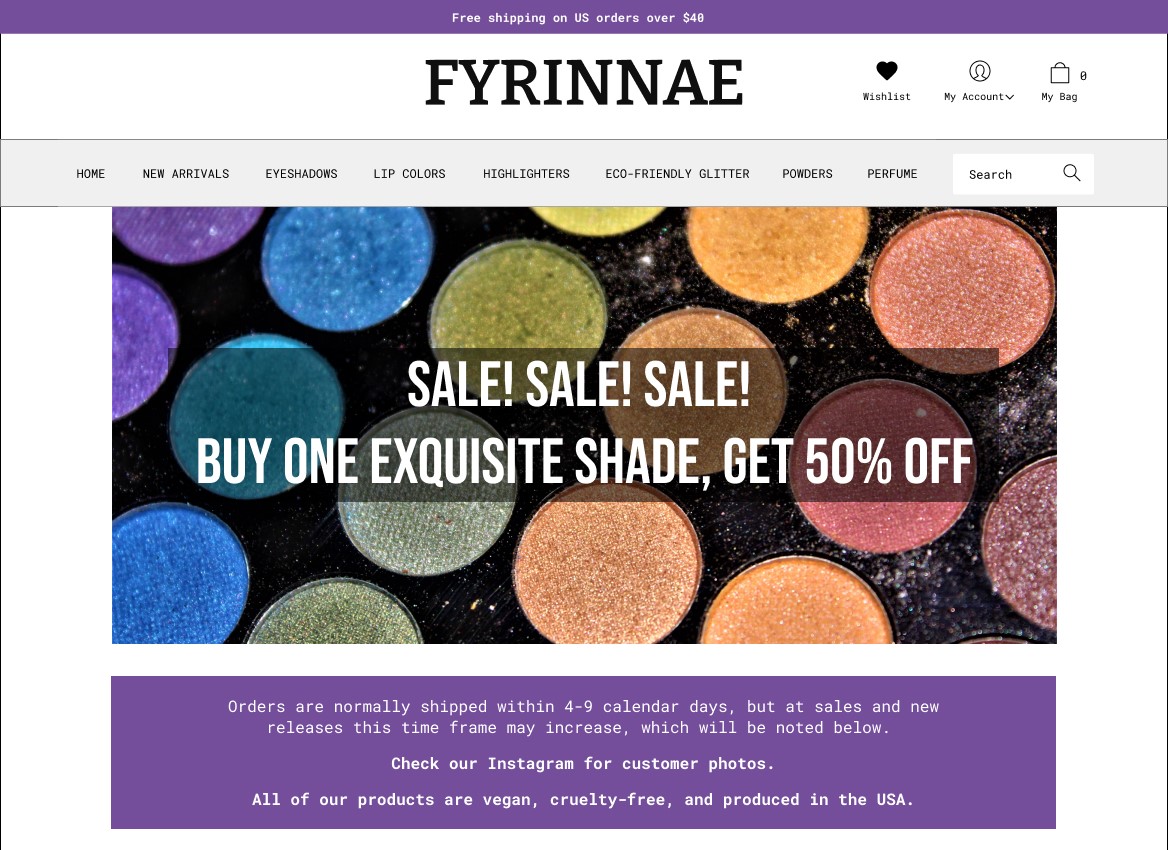 Free shipping on US orders over $40
FYRINNAE
Wishlist
My Account
My Bag
0
HOME
NEW ARRIVALS
EYESHADOWS
LIP COLORS
HIGHLIGHTERS
ECO-FRIENDLY GLITTER
POWDERS
PERFUME
Search
SALE! SALE! SALE!
BUY ONE EXQUISITE SHADE, GET 50% OFF
Orders are normally shipped within 4-9 calendar days, but at sales and new
releases this time frame may increase, which will be noted below.
Check our Instagram for customer photos.
All of our products are vegan, cruelty-free, and produced in the USA.